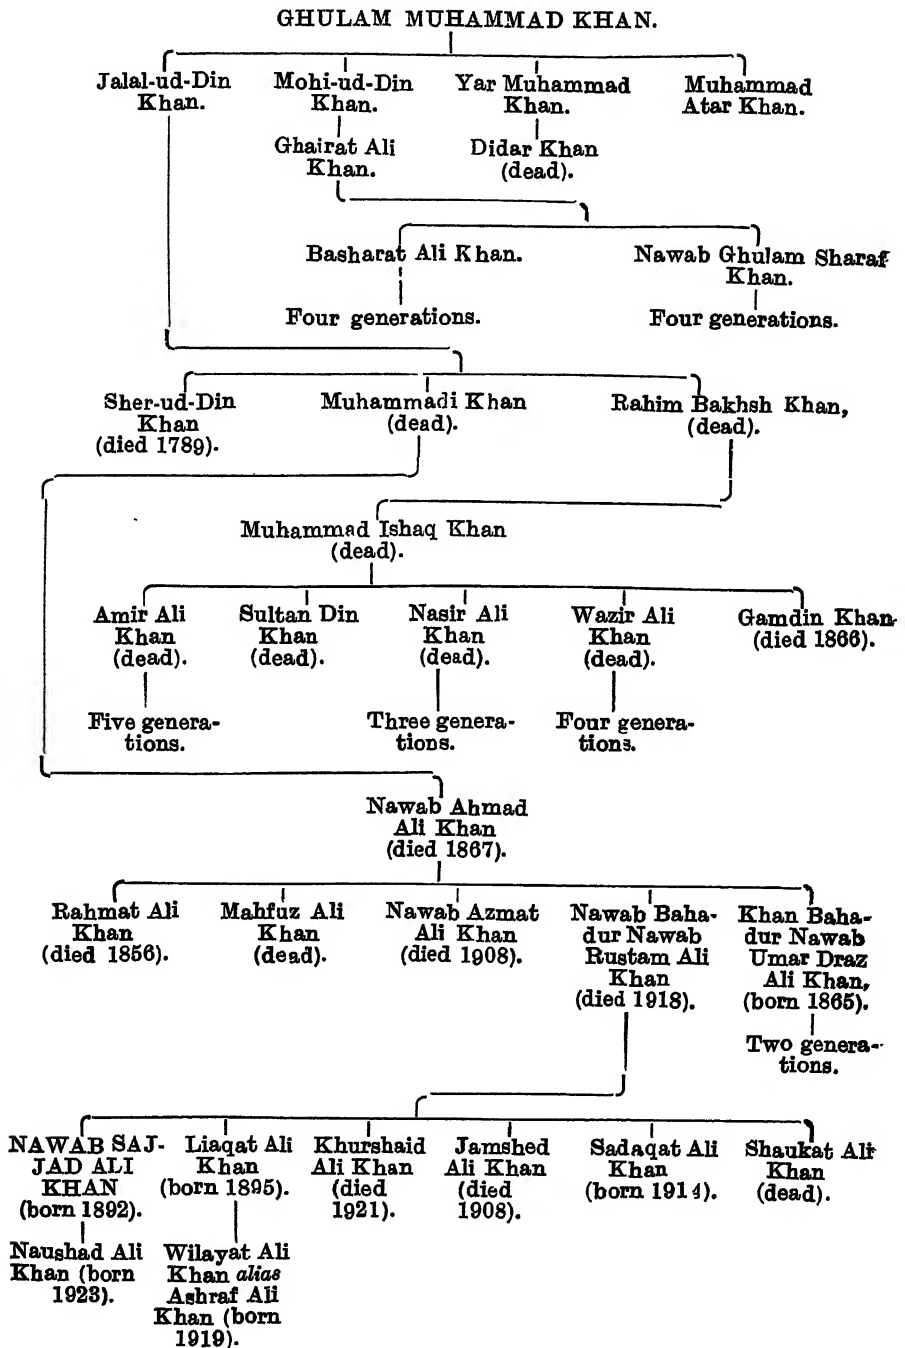 GHULAM MUHAMMAD KHAN.
Jalal-ud-Din
Khan.
Mohi-ud-Din
Khan.
Yar Muhammad
Khan.
Muhammad
Atar Khan.
Ghairat Ali
Khan.
Didar Khan
(dead).
Basharat Ali Khan.
Nawab Ghulam Sharaf
Khan.
Four generations.
Four generations.
Sher-ud-Din
Khan
(died 1789).
Muhammadi Khan
(dead).
Rahim Bakhsh Khan,
(dead).
Muhammad Ishaq Khan
(dead).
Amir Ali
Khan
(dead).
Sultan Din
Khan
(dead).
Nasir Ali
Khan
(dead).
Wazir Ali
Khan
(dead).
Gamdin Khan
(died 1866).
Five genera-
tions.
Three genera-
tions.
Four genera-
tions.
Nawab Ahmad
Ali Khan
(died 1867).
Rahmat Ali
Khan
(died 1856).
Mahfuz Ali
Khan
(dead).
Nawab Azmat
Ali Khan
(died 1908).
Nawab Baha-
dur Nawab
Rustam Ali
Khan
(died 1918).
Khan Baha-
dur Nawab
Umar Draz
Ali Khan,
(born 1865).
Two genera-
tions.
NAWAB SAJ-
JAD ALI
KHAN
(born 1892).
Liaqat Ali
Khan
(born 1895).
Khurshaid
Ali Khan
(died
1921).
Jamshed
Ali Khan
(died
1908).
Sadaqat Ali
Khan
(born 1914).
Shaukat Ali
Khan
(dead).
Naushad Ali
Khan (born
1923).
Wilayat Ali
Khan alias
Ashraf Ali
Khan (born
1919).